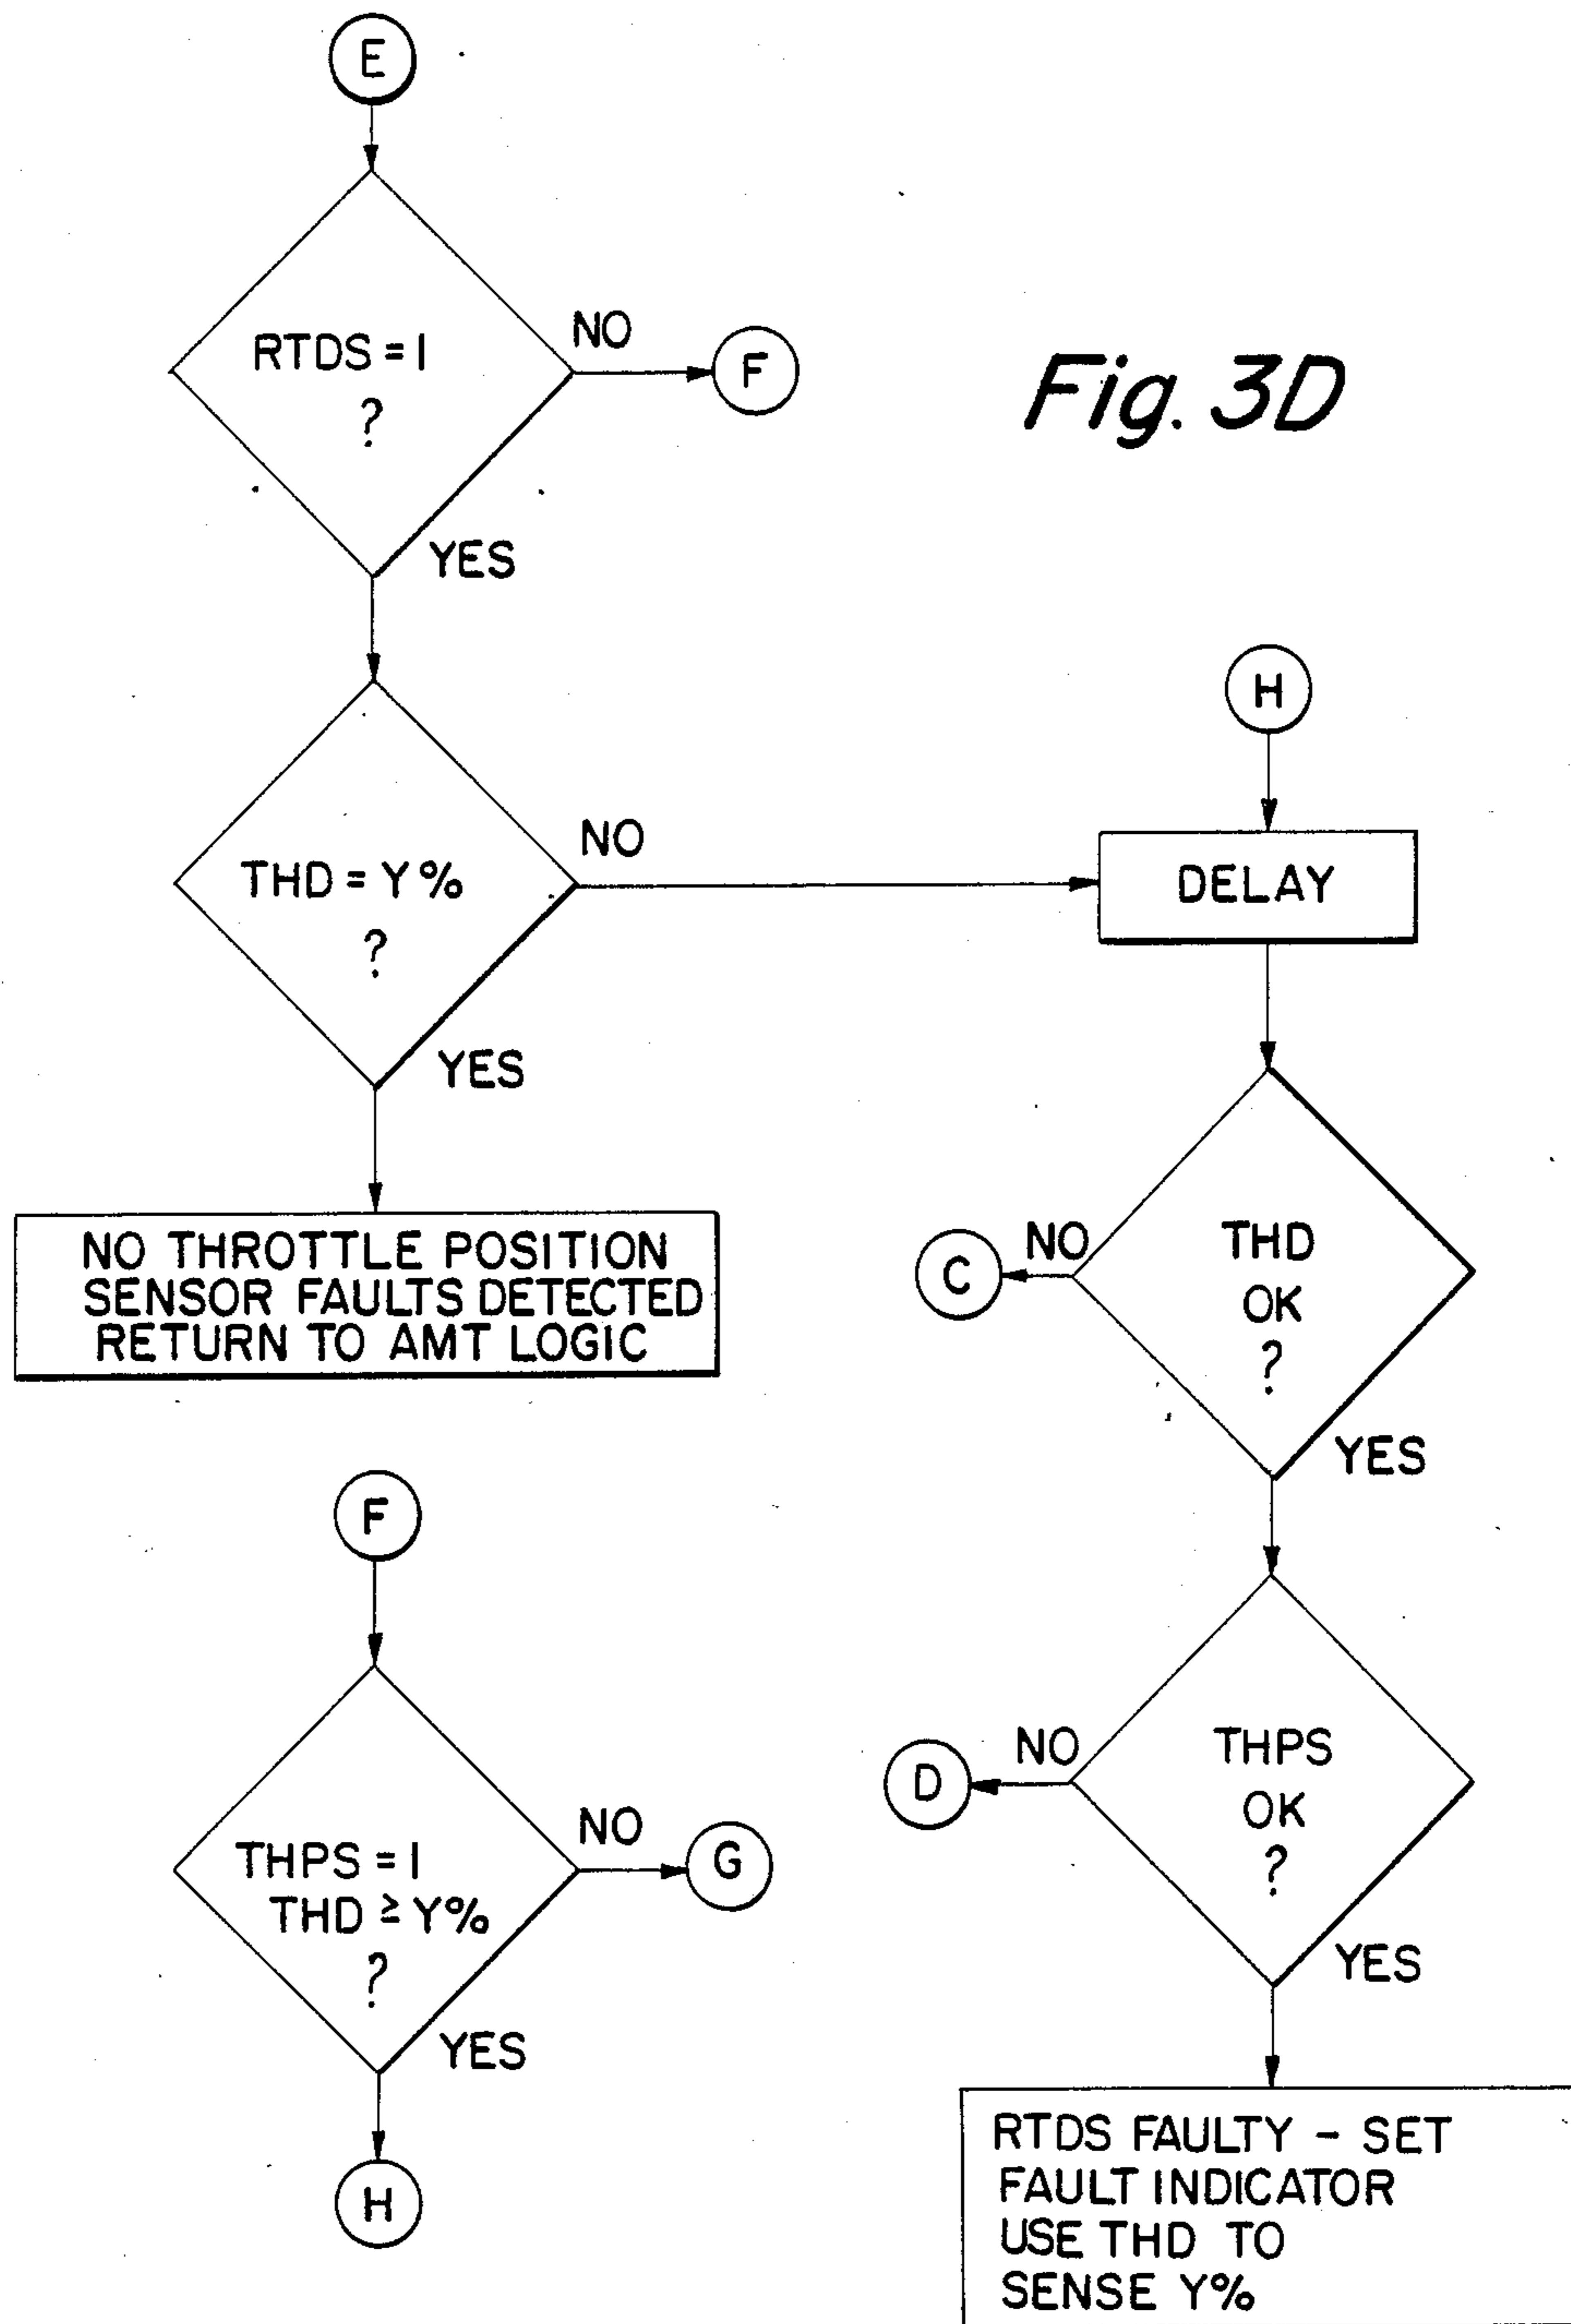 E
RTDS = 1
?
NO
F
YES
Fig. 3D
THD = Y%
?
NO
YES
NO THROTTLE POSITION
SENSOR FAULTS DETECTED
RETURN TO AMT LOGIC
H
DELAY
THD
OK
?
NO
C
YES
THPS
OK
?
NO
D
YES
RTDS FAULTY – SET
FAULT INDICATOR
USE THD TO
SENSE Y%
F
THPS = 1
THD ≥ Y%
?
NO
G
YES
H